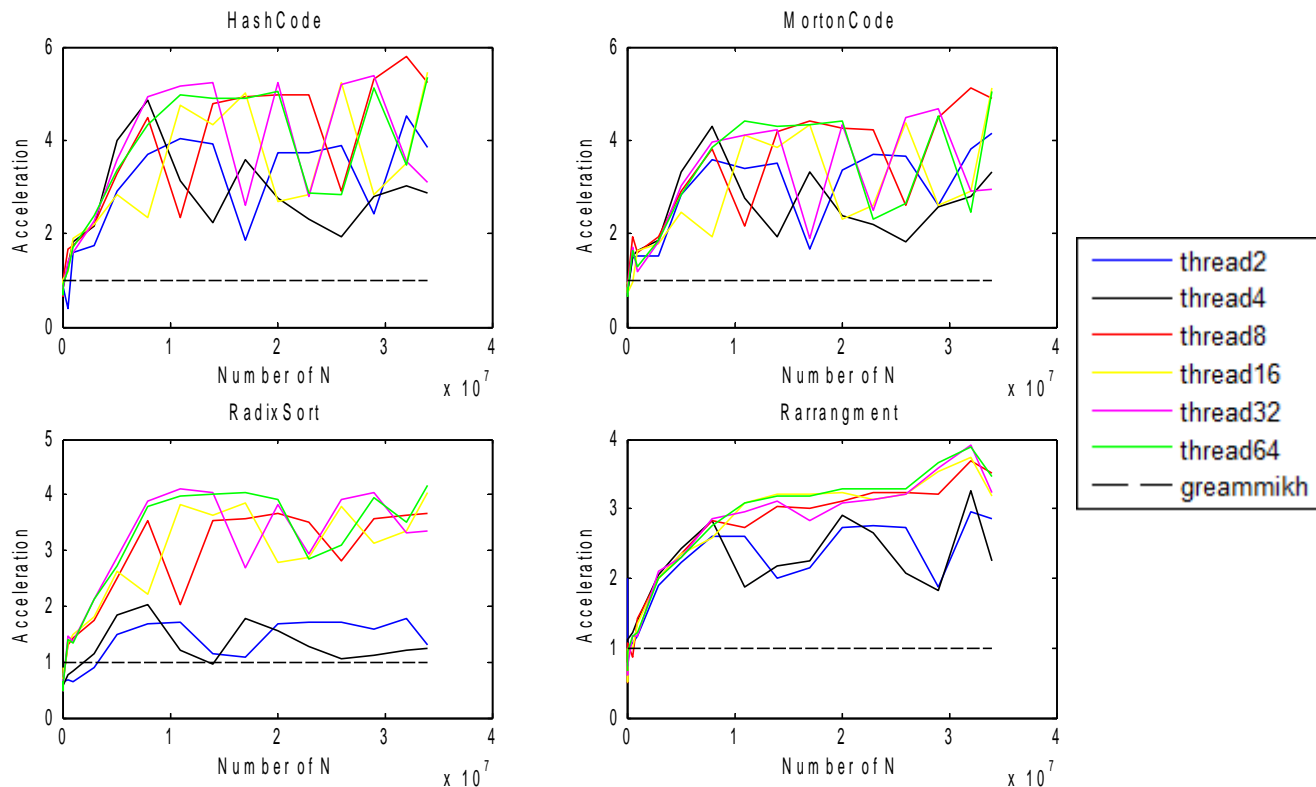 HashCode
6
4
2
0
Acceleration
0 1 2 3 4
Number of N
x 10^7
MortonCode
6
4
2
0
Acceleration
0 1 2 3 4
Number of N
x 10^7
RadixSort
5
4
3
2
1
0
Acceleration
0 1 2 3 4
Number of N
x 10^7
Rarrangment
4
3
2
1
0
Acceleration
0 1 2 3 4
Number of N
x 10^7
thread2
thread4
thread8
thread16
thread32
thread64
greammikh